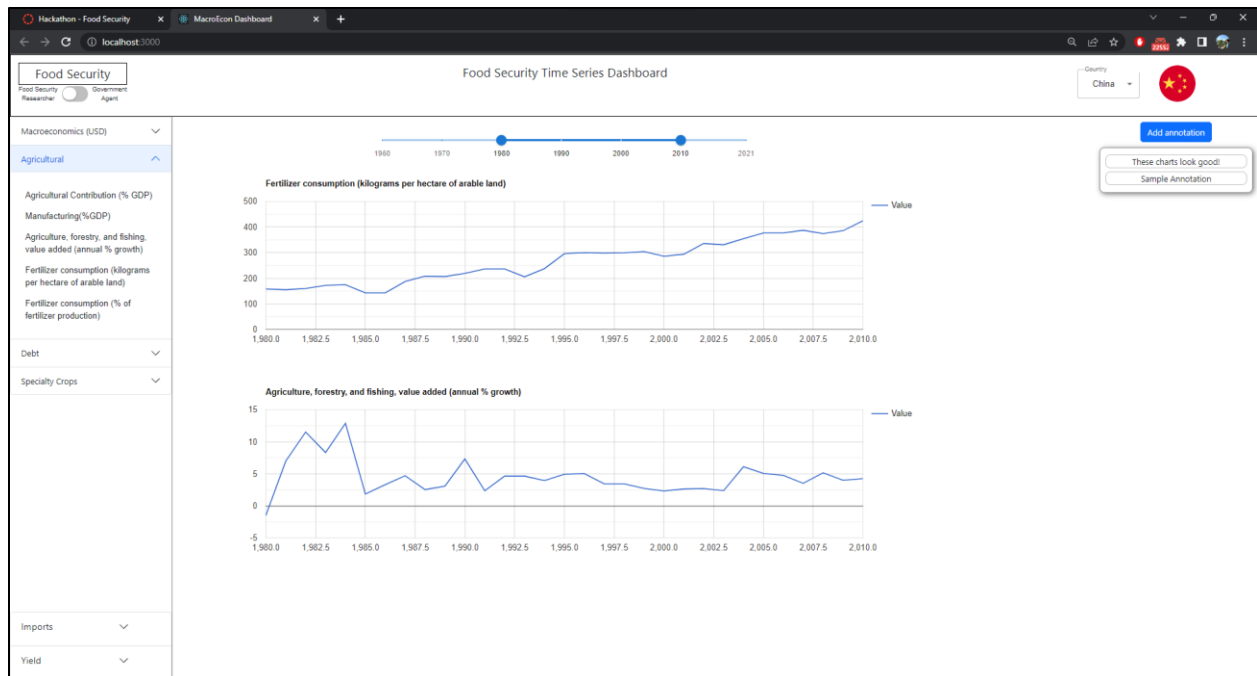 Hackathon - Food Security
MacroEcon Dashboard
localhost:3000
Food Security
Food Security Researcher
Government Agent
Food Security Time Series Dashboard
Country
China
Macroeconomics (USD)
Agricultural
Agricultural Contribution (% GDP)
Manufacturing(%GDP)
Agriculture, forestry, and fishing,
value added (annual % growth)
Fertilizer consumption (kilograms
per hectare of arable land)
Fertilizer consumption (% of
fertilizer production)
Debt
Specialty Crops
Imports
Yield
1960 1970 1980 1990 2000 2010 2021
Add annotation
These charts look good!
Sample Annotation
Fertilizer consumption (kilograms per hectare of arable land)
500
400
300
200
100
0
1,980.0 1,982.5 1,985.0 1,987.5 1,990.0 1,992.5 1,995.0 1,997.5 2,000.0 2,002.5 2,005.0 2,007.5 2,010.0
Value
Agriculture, forestry, and fishing, value added (annual % growth)
15
10
5
0
-5
1,980.0 1,982.5 1,985.0 1,987.5 1,990.0 1,992.5 1,995.0 1,997.5 2,000.0 2,002.5 2,005.0 2,007.5 2,010.0
Value